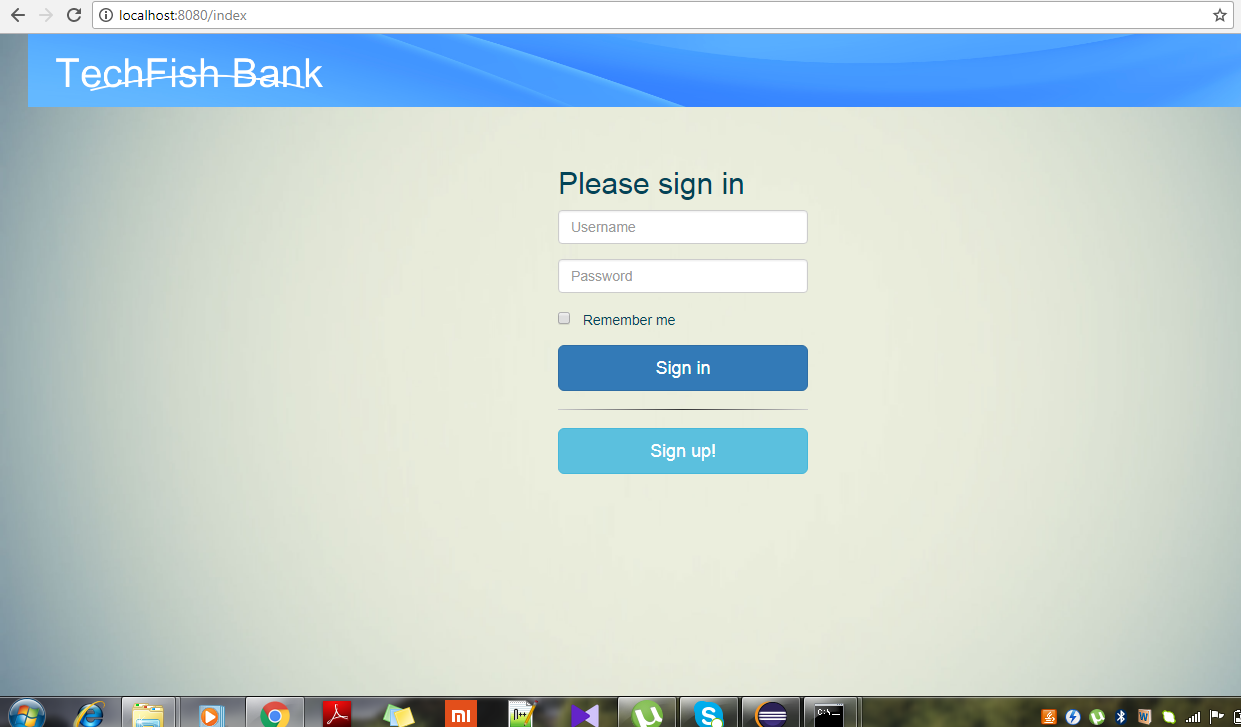 localhost:8080/index
TechFish Bank
Please sign in
Username
Password
Remember me
Sign in
Sign up!